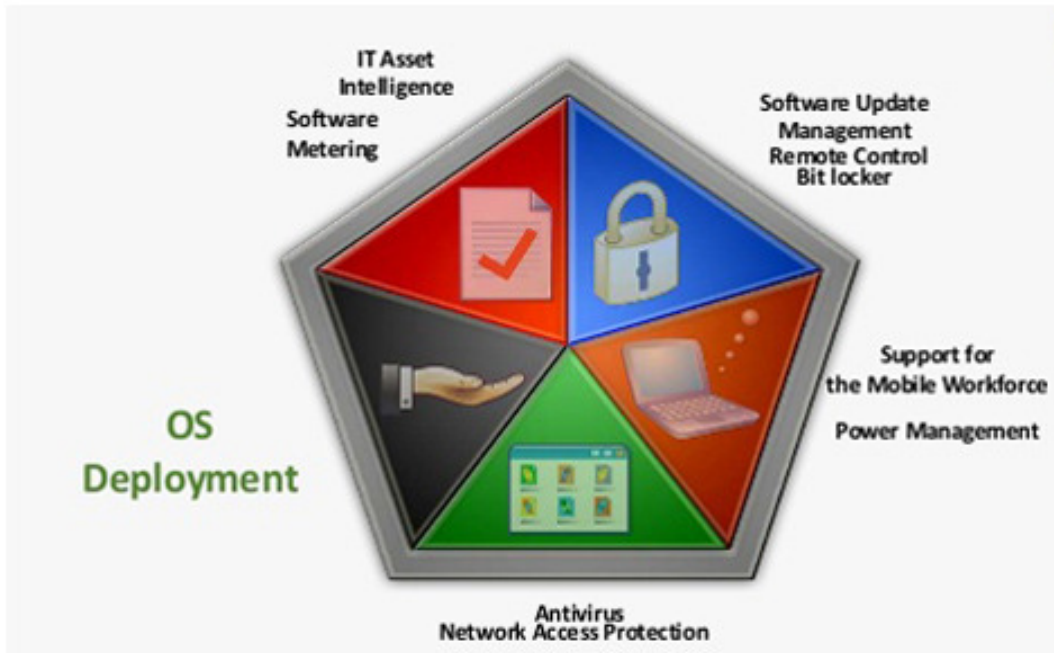 IT Asset
Intelligence
Software
Metering
Software Update
Management
Remote Control
Bit locker
Support for
the Mobile Workforce
Power Management
OS
Deployment
Antivirus
Network Access Protection